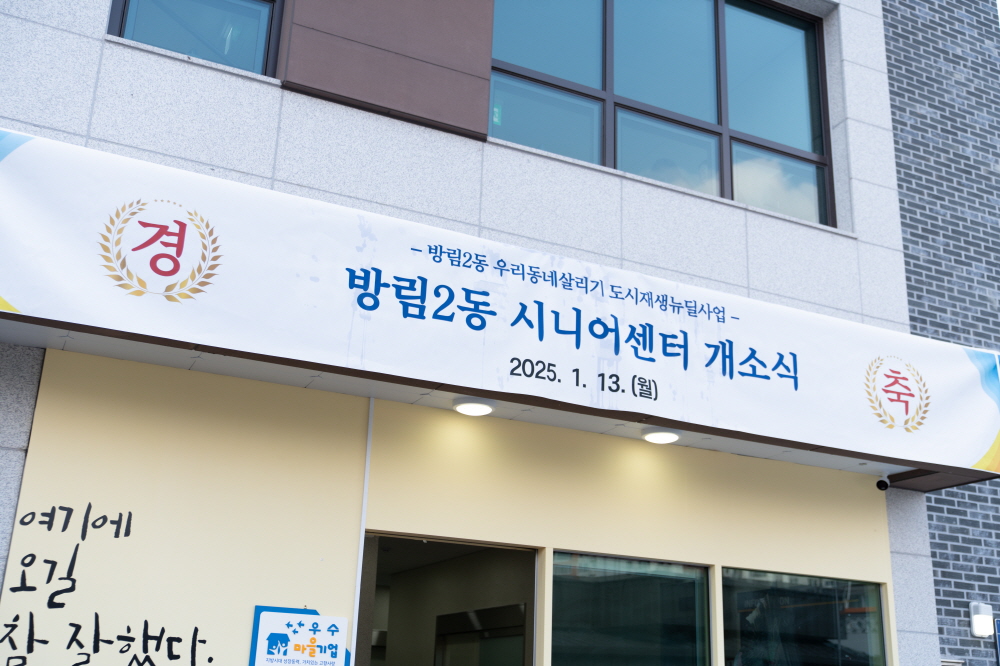 경
- 방림2동 우리동네살리기 도시재생뉴딜사업 -
방림2동 시니어센터 개소식
2025. 1. 13. (월)
축
여기에
오길
참 잘했다.
우수
마을기업